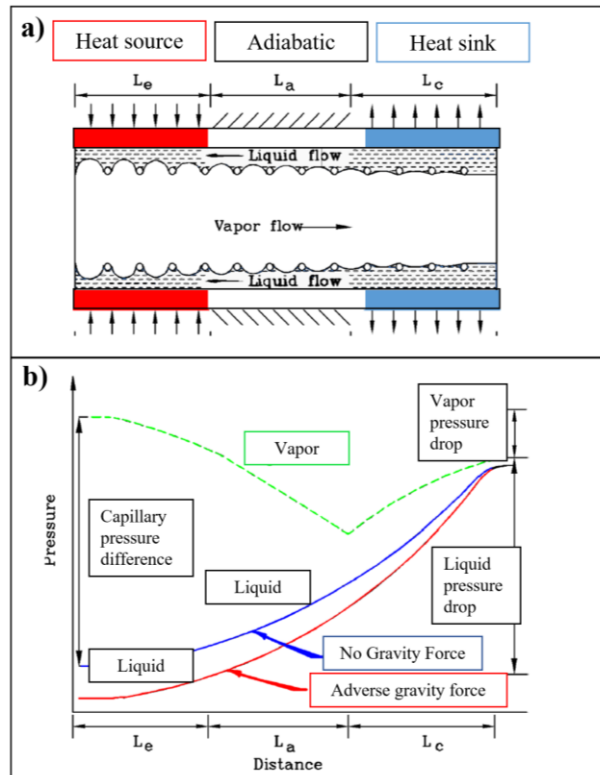 a)
Heat source
Adiabatic
Heat sink
Le
La
Lc
Liquid flow
Vapor flow
Liquid flow
b)
Vapor
pressure
drop
Vapor
Capillary
pressure
difference
Pressure
Liquid
Liquid
pressure
drop
Liquid
No Gravity Force
Adverse gravity force
Le
La
Lc
Distance